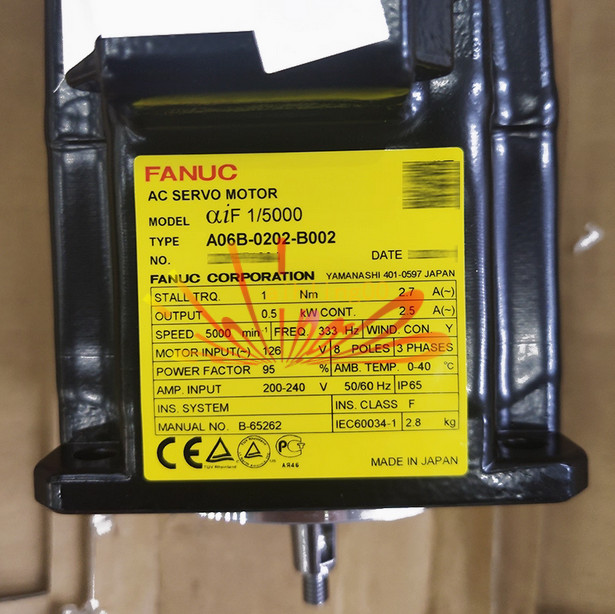 FANUC
AC SERVO MOTOR
MODEL αiF 1/5000
TYPE A06B-0202-B002
NO. DATE
FANUC CORPORATION YAMANASHI 401-0597 JAPAN
STALL TRQ. 1 Nm 2.7 A(~)
OUTPUT 0.5 kW CONT. 2.5 A(~)
SPEED 5000 min⁻¹ FREQ. 333 Hz WIND. CON. Y
MOTOR INPUT(~) 126 V 8 POLES 3 PHASES
POWER FACTOR 95 % AMB. TEMP. 0-40 °C
AMP. INPUT 200-240 V 50/60 Hz IP65
INS. SYSTEM INS. CLASS F
MANUAL NO. B-65262 IEC60034-1 2.8 kg
CE TÜV Rheinland AR46
MADE IN JAPAN